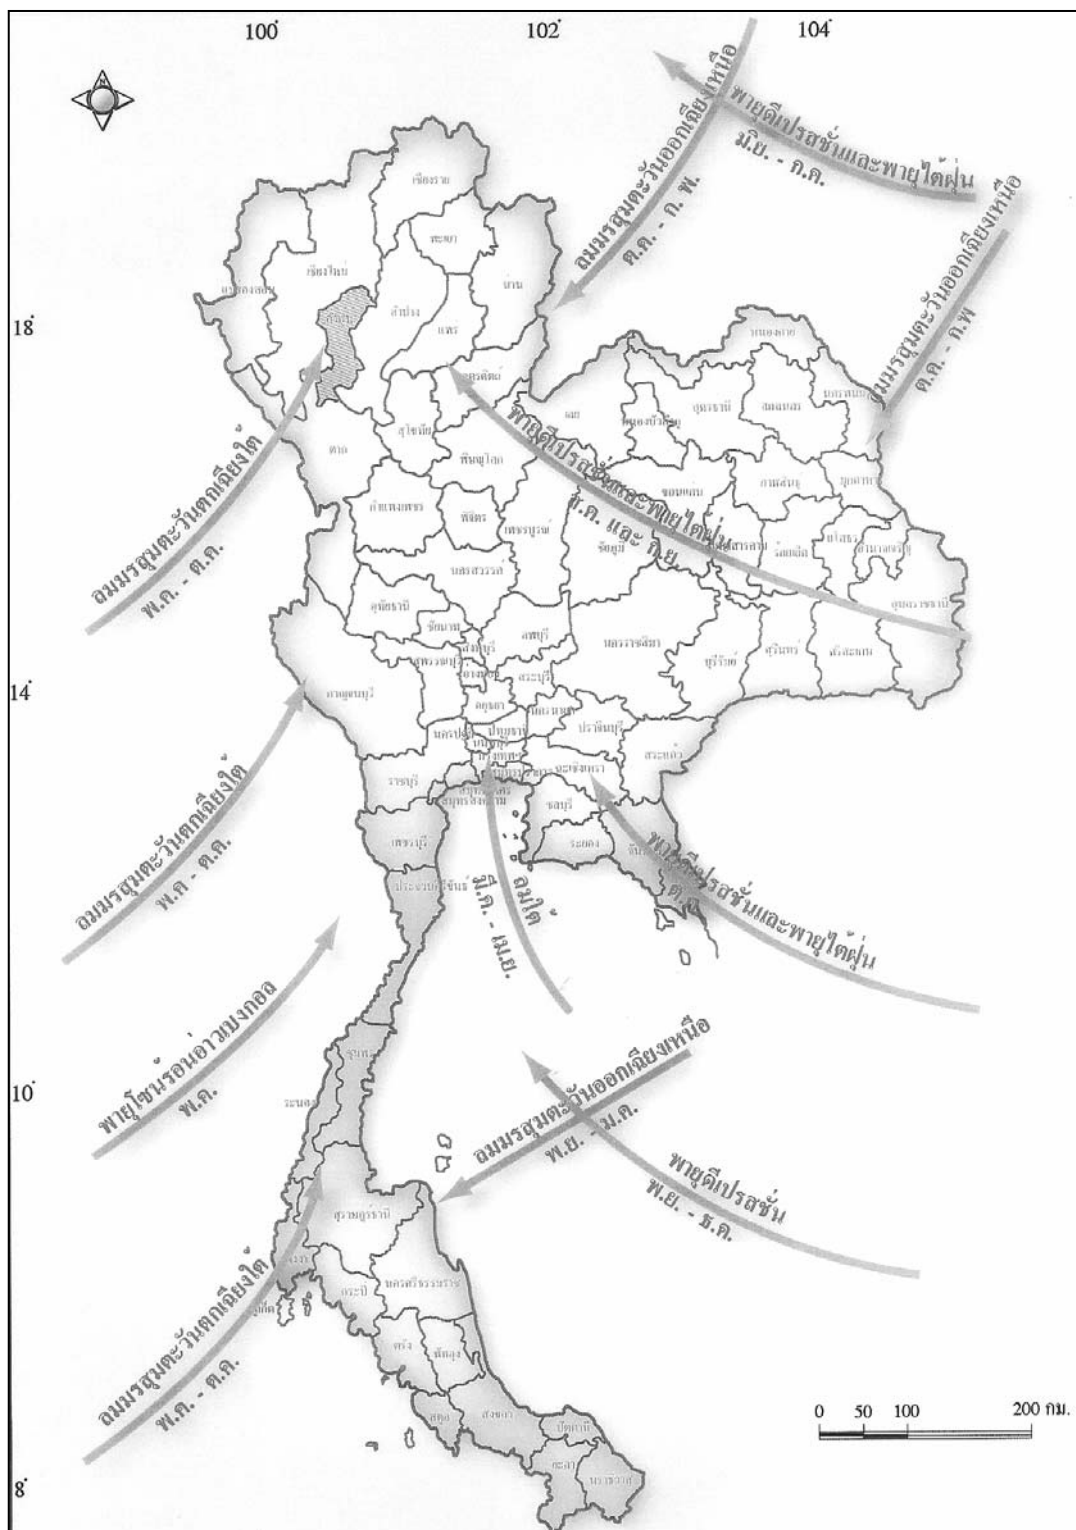 100°
102°
104°
N
18°
14°
10°
8°
ลมมรสุมตะวันออกเฉียงเหนือ
ต.ค. - ก.พ.
พายุดีเปรสชั่นและพายุไต้ฝุ่น
มิ.ย. - ก.ค.
ลมมรสุมตะวันออกเฉียงเหนือ
ต.ค. - ก.พ
เชียงราย
พะเยา
น่าน
เชียงใหม่
แม่ฮ่องสอน
ลำพูน
ลำปาง
แพร่
อุตรดิตถ์
หนองคาย
เลย
อุดรธานี
สกลนคร
นครพนม
สุโขทัย
ตาก
พิษณุโลก
ขอนแก่น
กาฬสินธุ์
มุกดาหาร
พายุดีเปรสชั่นและพายุไต้ฝุ่น
ส.ค. และ ก.ย.
ลมมรสุมตะวันตกเฉียงใต้
พ.ค. - ต.ค.
กำแพงเพชร
พิจิตร
เพชรบูรณ์
ชัยภูมิ
ร้อยเอ็ด
ยโสธร
อำนาจเจริญ
นครสวรรค์
อุทัยธานี
ชัยนาท
ลพบุรี
นครราชสีมา
บุรีรัมย์
สุรินทร์
ศรีสะเกษ
อุบลราชธานี
สุพรรณบุรี
สระบุรี
กาญจนบุรี
อยุธยา
นครนายก
ปราจีนบุรี
นครปฐม
ปทุมธานี
สระแก้ว
ราชบุรี
ฉะเชิงเทรา
สมุทรสงคราม
ชลบุรี
ระยอง
เพชรบุรี
ประจวบคีรีขันธ์
ลมมรสุมตะวันตกเฉียงใต้
พ.ค - ต.ค.
ลมใต้
มี.ค. - เม.ย.
พายุดีเปรสชั่นและพายุไต้ฝุ่น
ต.ค.
พายุโซนร้อนอ่าวเบงกอล
พ.ค.
ลมมรสุมตะวันออกเฉียงเหนือ
พ.ย. - ม.ค.
พายุดีเปรสชั่น
พ.ย. - ธ.ค.
ชุมพร
ระนอง
สุราษฎร์ธานี
นครศรีธรรมราช
กระบี่
ภูเก็ต
ตรัง
พัทลุง
ลมมรสุมตะวันตกเฉียงใต้
พ.ค. - ต.ค.
สตูล
สงขลา
ปัตตานี
ยะลา
นราธิวาส
0 50 100 200 กม.